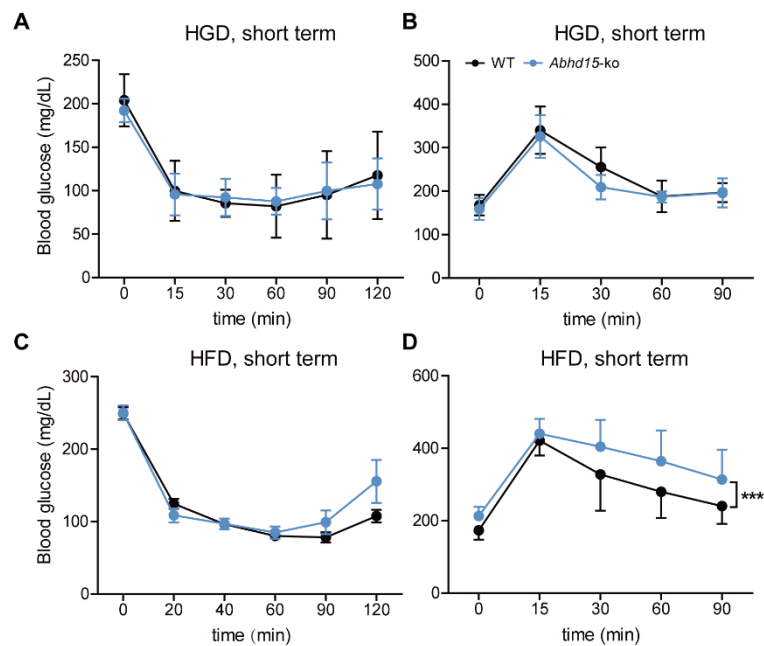 A
HGD, short term
Blood glucose (mg/dL)
250
200
150
100
50
0
0 15 30 60 90 120
time (min)
B
HGD, short term
WT Abhd15-ko
500
400
300
200
100
0
0 15 30 60 90
time (min)
C
HFD, short term
Blood glucose (mg/dL)
300
200
100
0
0 20 40 60 90 120
time (min)
D
HFD, short term
600
400
200
0
***
0 15 30 60 90
time (min)